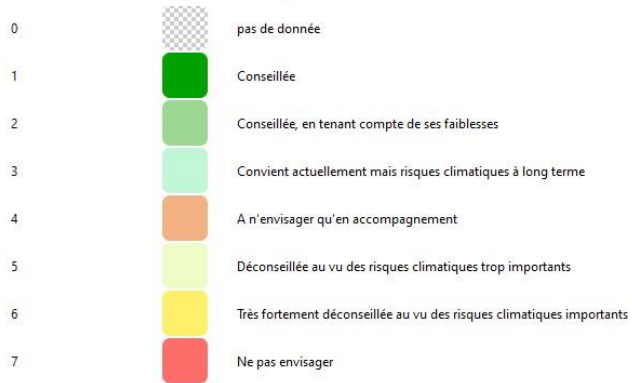 0 pas de donnée
1 Conseillée
2 Conseillée, en tenant compte de ses faiblesses
3 Convient actuellement mais risques climatiques à long terme
4 A n'envisager qu'en accompagnement
5 Déconseillée au vu des risques climatiques trop importants
6 Très fortement déconseillée au vu des risques climatiques importants
7 Ne pas envisager